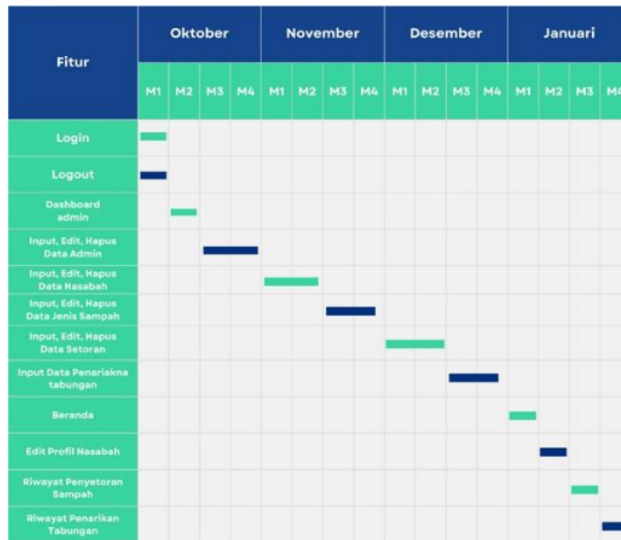 Fitur
Oktober November Desember Januari
M1 M2 M3 M4 M1 M2 M3 M4 M1 M2 M3 M4 M1 M2 M3 M4
Login
Logout
Dashboard
admin
Input, Edit, Hapus
Data Admin
Input, Edit, Hapus
Data Nasabah
Input, Edit, Hapus
Data Jenis Sampah
Input, Edit, Hapus
Data Setoran
Input Data Penariakna
tabungan
Beranda
Edit Profil Nasabah
Riwayat Penyetoran
Sampah
Riwayat Penarikan
Tabungan